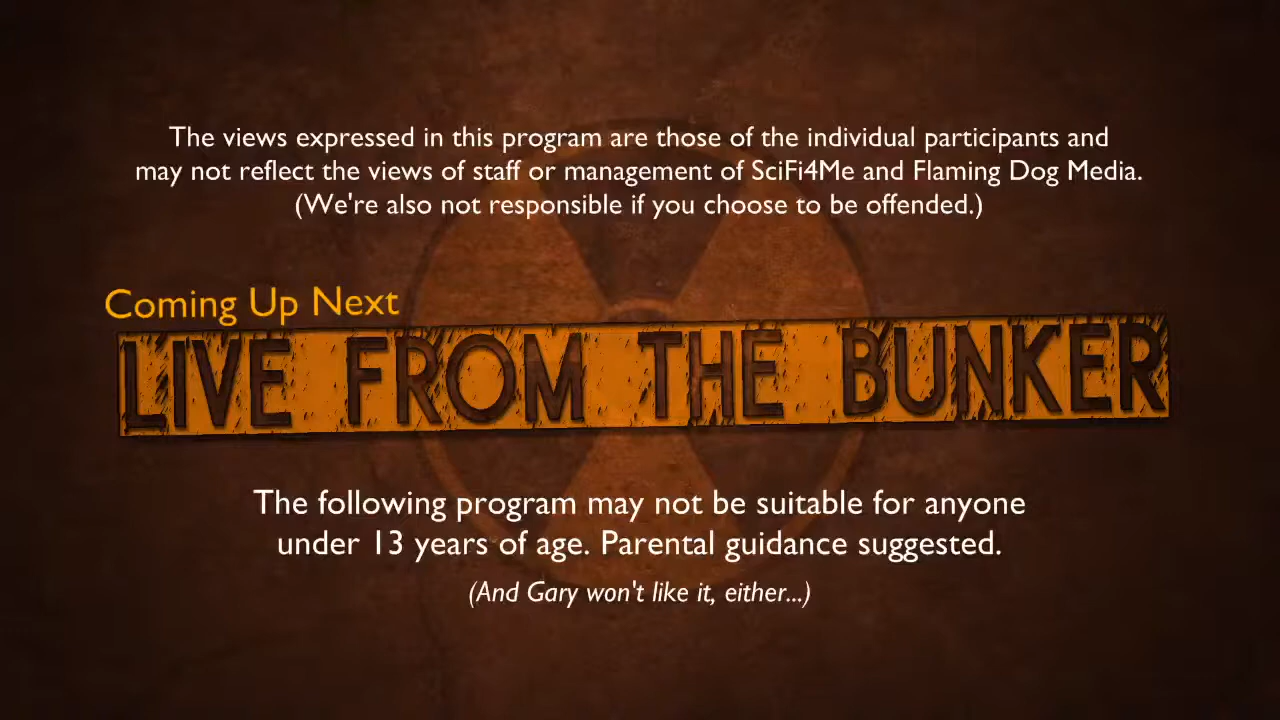 The views expressed in this program are those of the individual participants and
may not reflect the views of staff or management of SciFi4Me and Flaming Dog Media.
(We're also not responsible if you choose to be offended.)
Coming Up Next
LIVE FROM THE BUNKER
The following program may not be suitable for anyone
under 13 years of age. Parental guidance suggested.
(And Gary won't like it, either...)